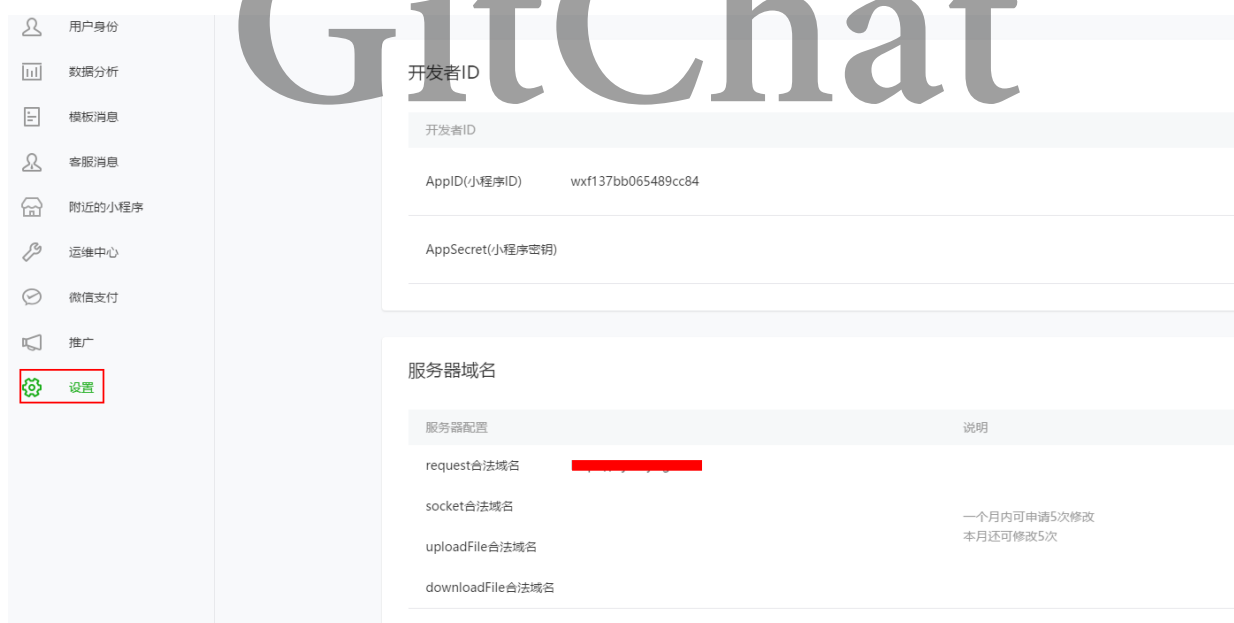 GitChat
用户身份
数据分析
模板消息
客服消息
附近的小程序
运维中心
微信支付
推广
设置
开发者ID
开发者ID
AppID(小程序ID) wxf137bb065489cc84
AppSecret(小程序密钥)
服务器域名
服务器配置 说明
request合法域名
socket合法域名
uploadFile合法域名
downloadFile合法域名
一个月内可申请5次修改
本月还可修改5次